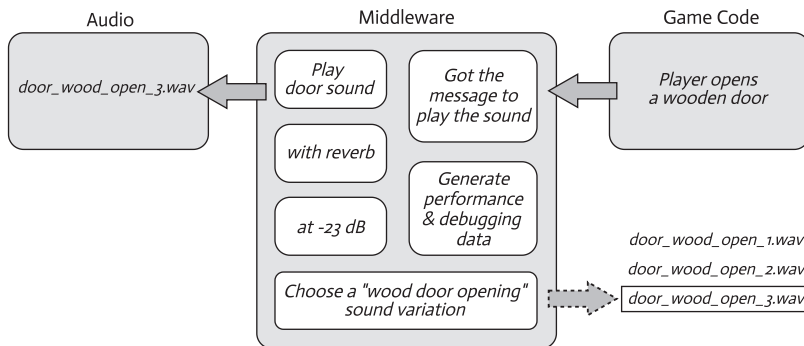 Audio
Middleware
Game Code
door_wood_open_3.wav
Play
door sound
with reverb
at -23 dB
Got the
message to
play the sound
Generate
performance
& debugging
data
Choose a "wood door opening"
sound variation
Player opens
a wooden door
door_wood_open_1.wav
door_wood_open_2.wav
door_wood_open_3.wav